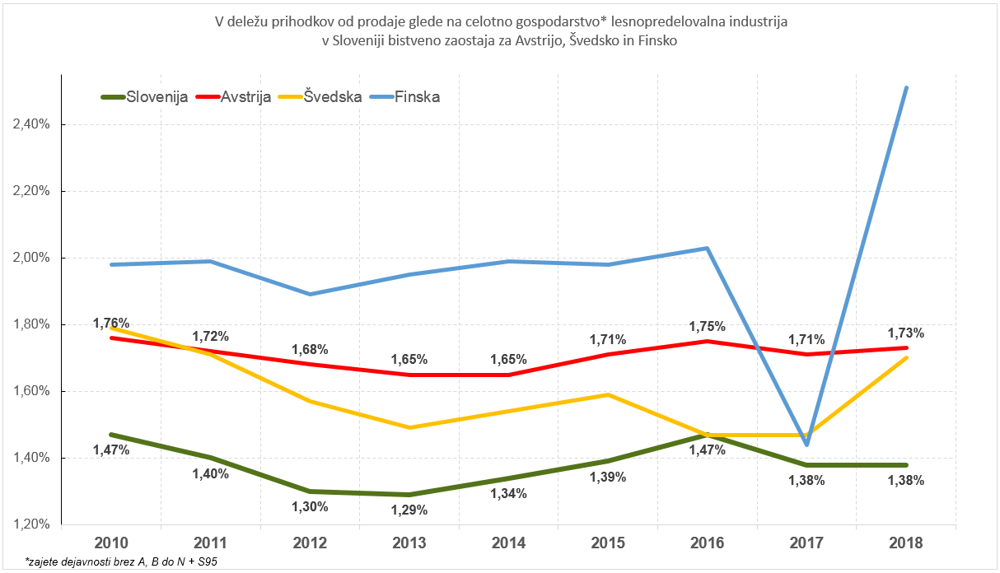 V deležu prihodkov od prodaje glede na celotno gospodarstvo* lesnopredelovalna industrija
v Sloveniji bistveno zaostaja za Avstrijo, Švedsko in Finsko
Slovenija Avstrija Švedska Finska
2,40%
2,20%
2,00%
1,80%
1,60%
1,40%
1,20%
1,76% 1,72% 1,68% 1,65% 1,65% 1,71% 1,75% 1,71% 1,73%
1,47% 1,40% 1,30% 1,29% 1,34% 1,39% 1,47% 1,38% 1,38%
2010 2011 2012 2013 2014 2015 2016 2017 2018
*zajete dejavnosti brez A, B do N + S95